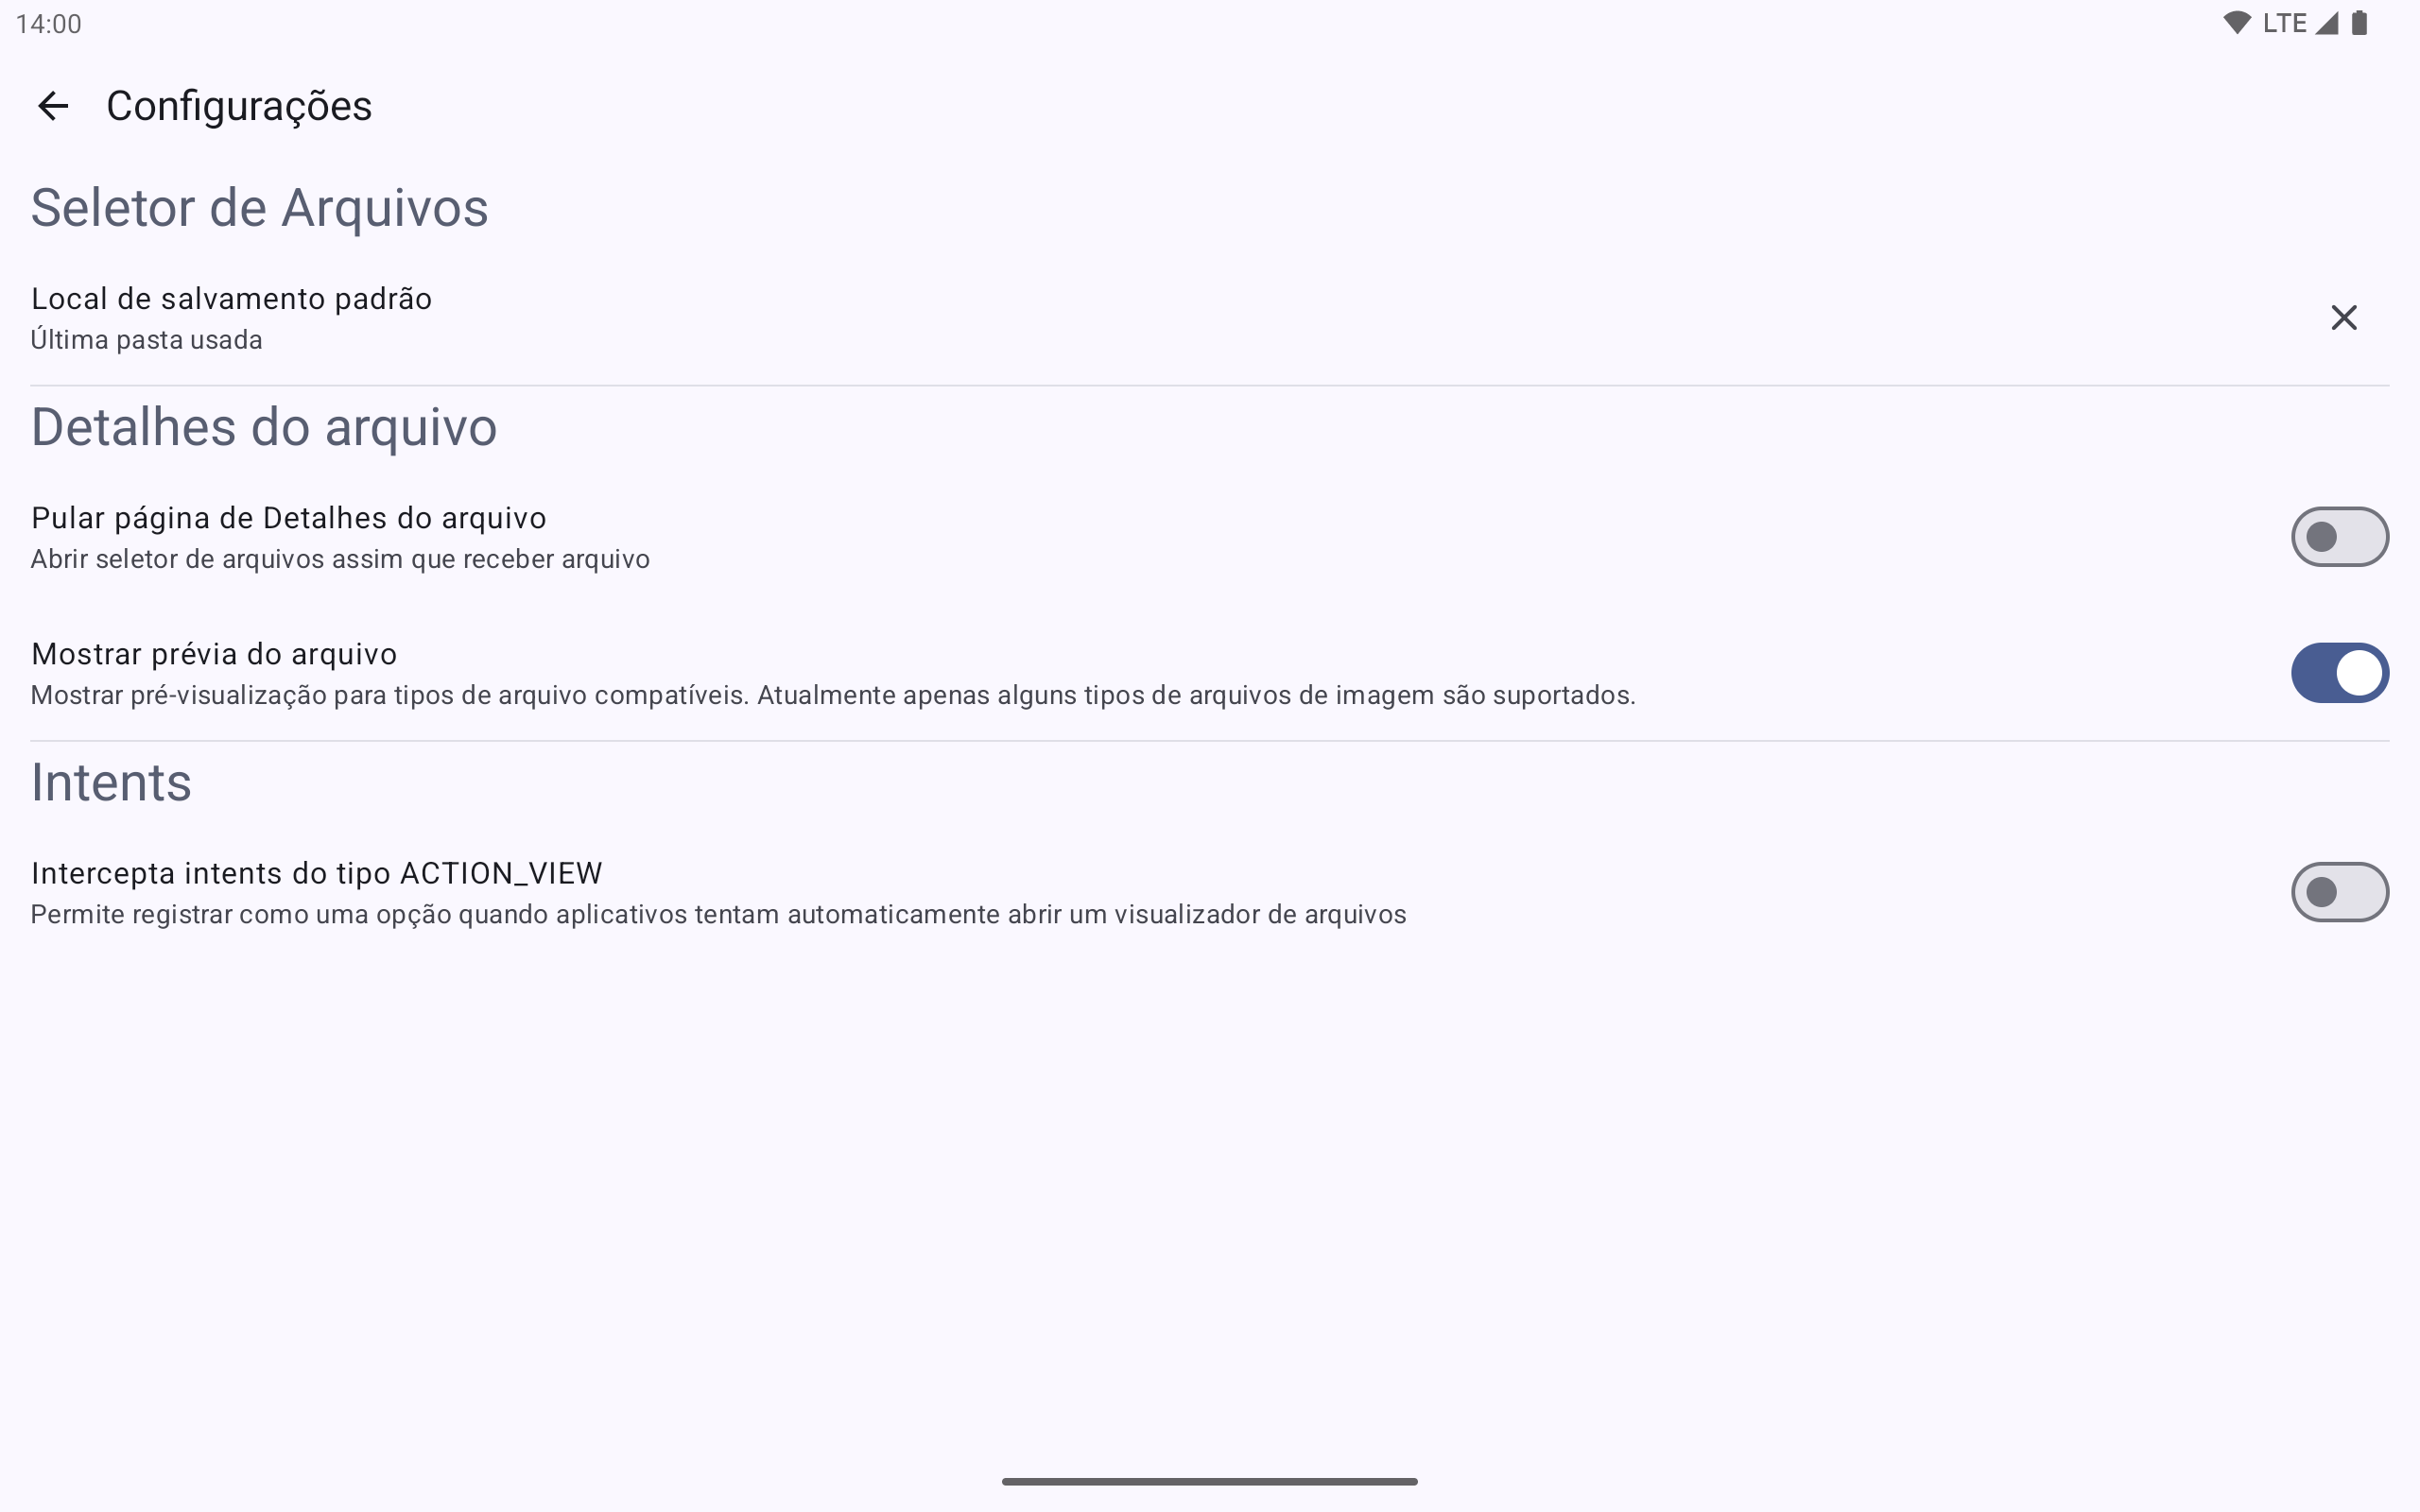 14:00
LTE
Configurações
Seletor de Arquivos
Local de salvamento padrão
Última pasta usada
Detalhes do arquivo
Pular página de Detalhes do arquivo
Abrir seletor de arquivos assim que receber arquivo
Mostrar prévia do arquivo
Mostrar pré-visualização para tipos de arquivo compatíveis. Atualmente apenas alguns tipos de arquivos de imagem são suportados.
Intents
Intercepta intents do tipo ACTION_VIEW
Permite registrar como uma opção quando aplicativos tentam automaticamente abrir um visualizador de arquivos